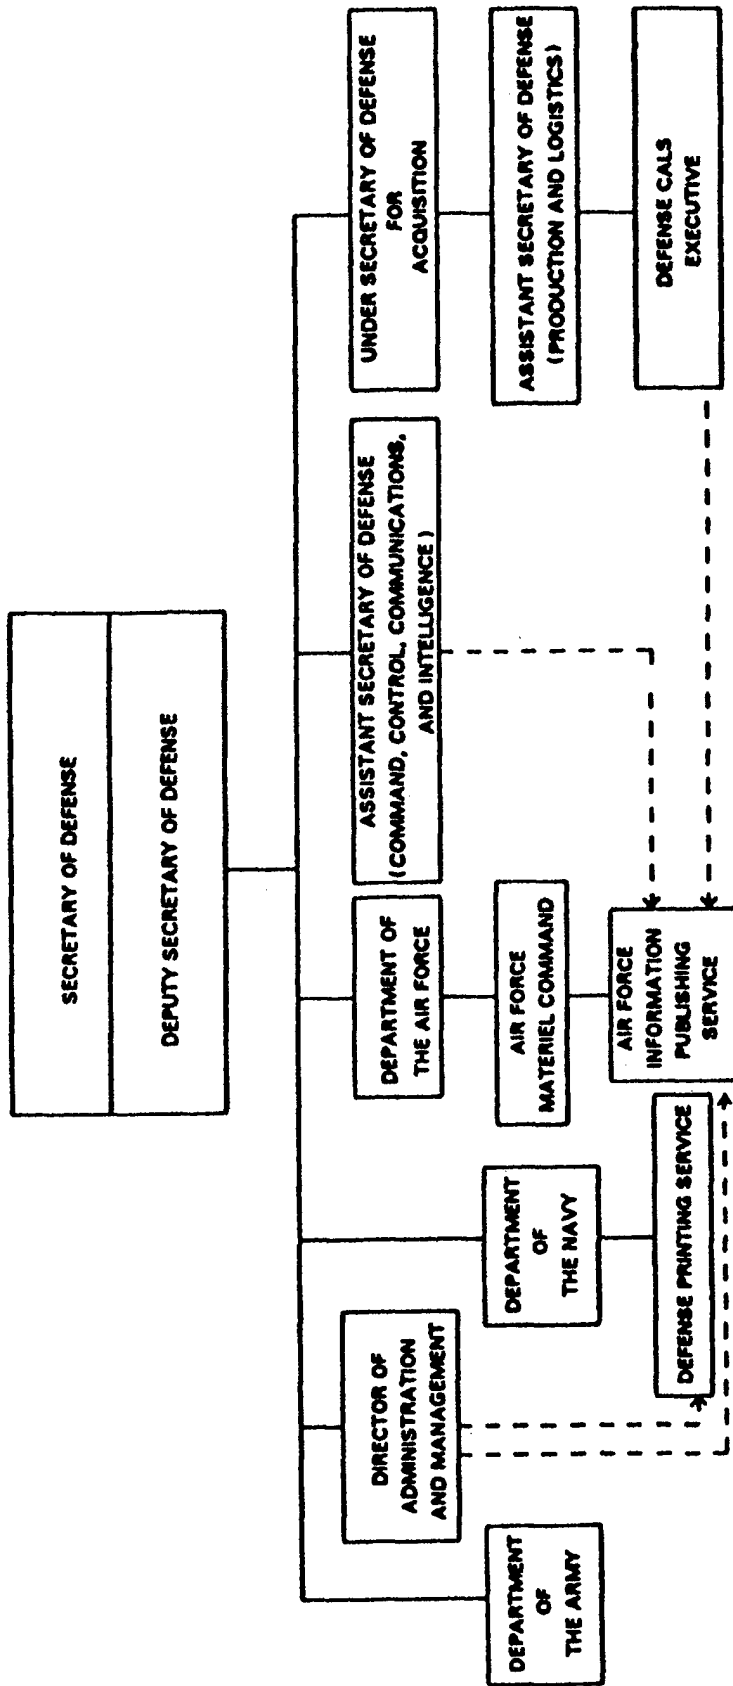 SECRETARY OF DEFENSE
DEPUTY SECRETARY OF DEFENSE
DEPARTMENT
OF
THE ARMY
DIRECTOR OF
ADMINISTRATION
AND MANAGEMENT
DEPARTMENT
OF
THE NAVY
DEFENSE PRINTING SERVICE
DEPARTMENT OF
THE AIR FORCE
AIR FORCE
MATERIEL COMMAND
AIR FORCE
INFORMATION
PUBLISHING
SERVICE
ASSISTANT SECRETARY OF DEFENSE
(COMMAND, CONTROL, COMMUNICATIONS,
AND INTELLIGENCE)
UNDER SECRETARY OF DEFENSE
FOR
ACQUISITION
ASSISTANT SECRETARY OF DEFENSE
(PRODUCTION AND LOGISTICS)
DEFENSE CALS
EXECUTIVE